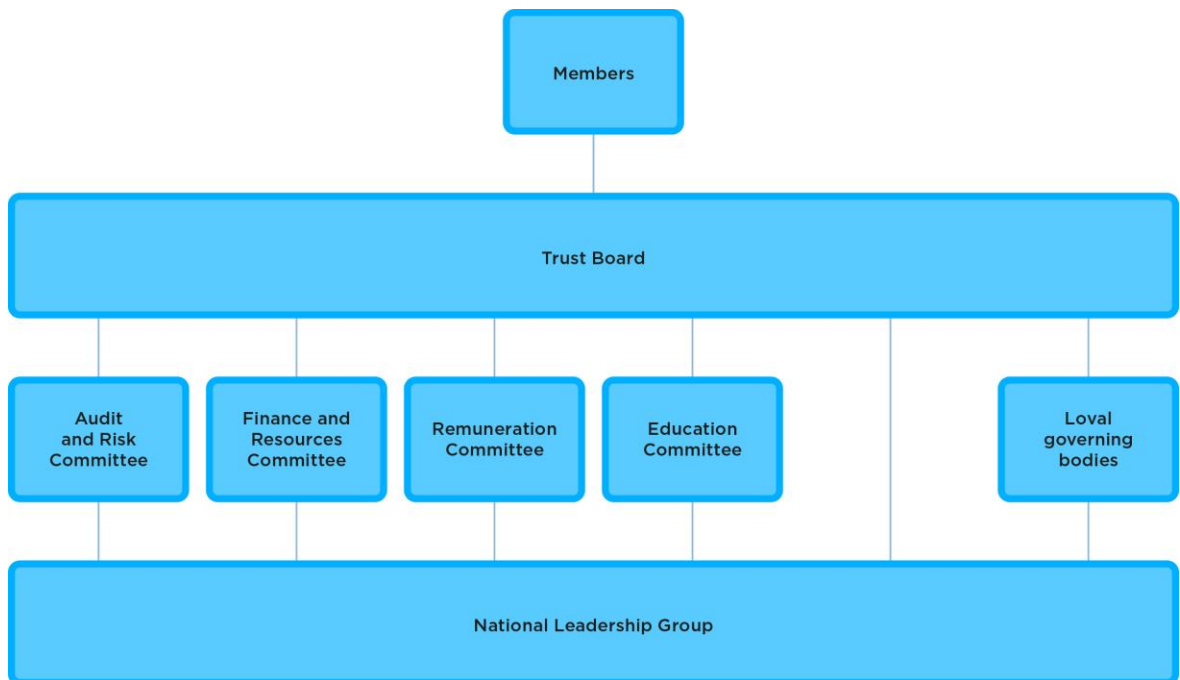 Members
Trust Board
Audit
and Risk
Committee
Finance and
Resources
Committee
Remuneration
Committee
Education
Committee
Loval
governing
bodies
National Leadership Group